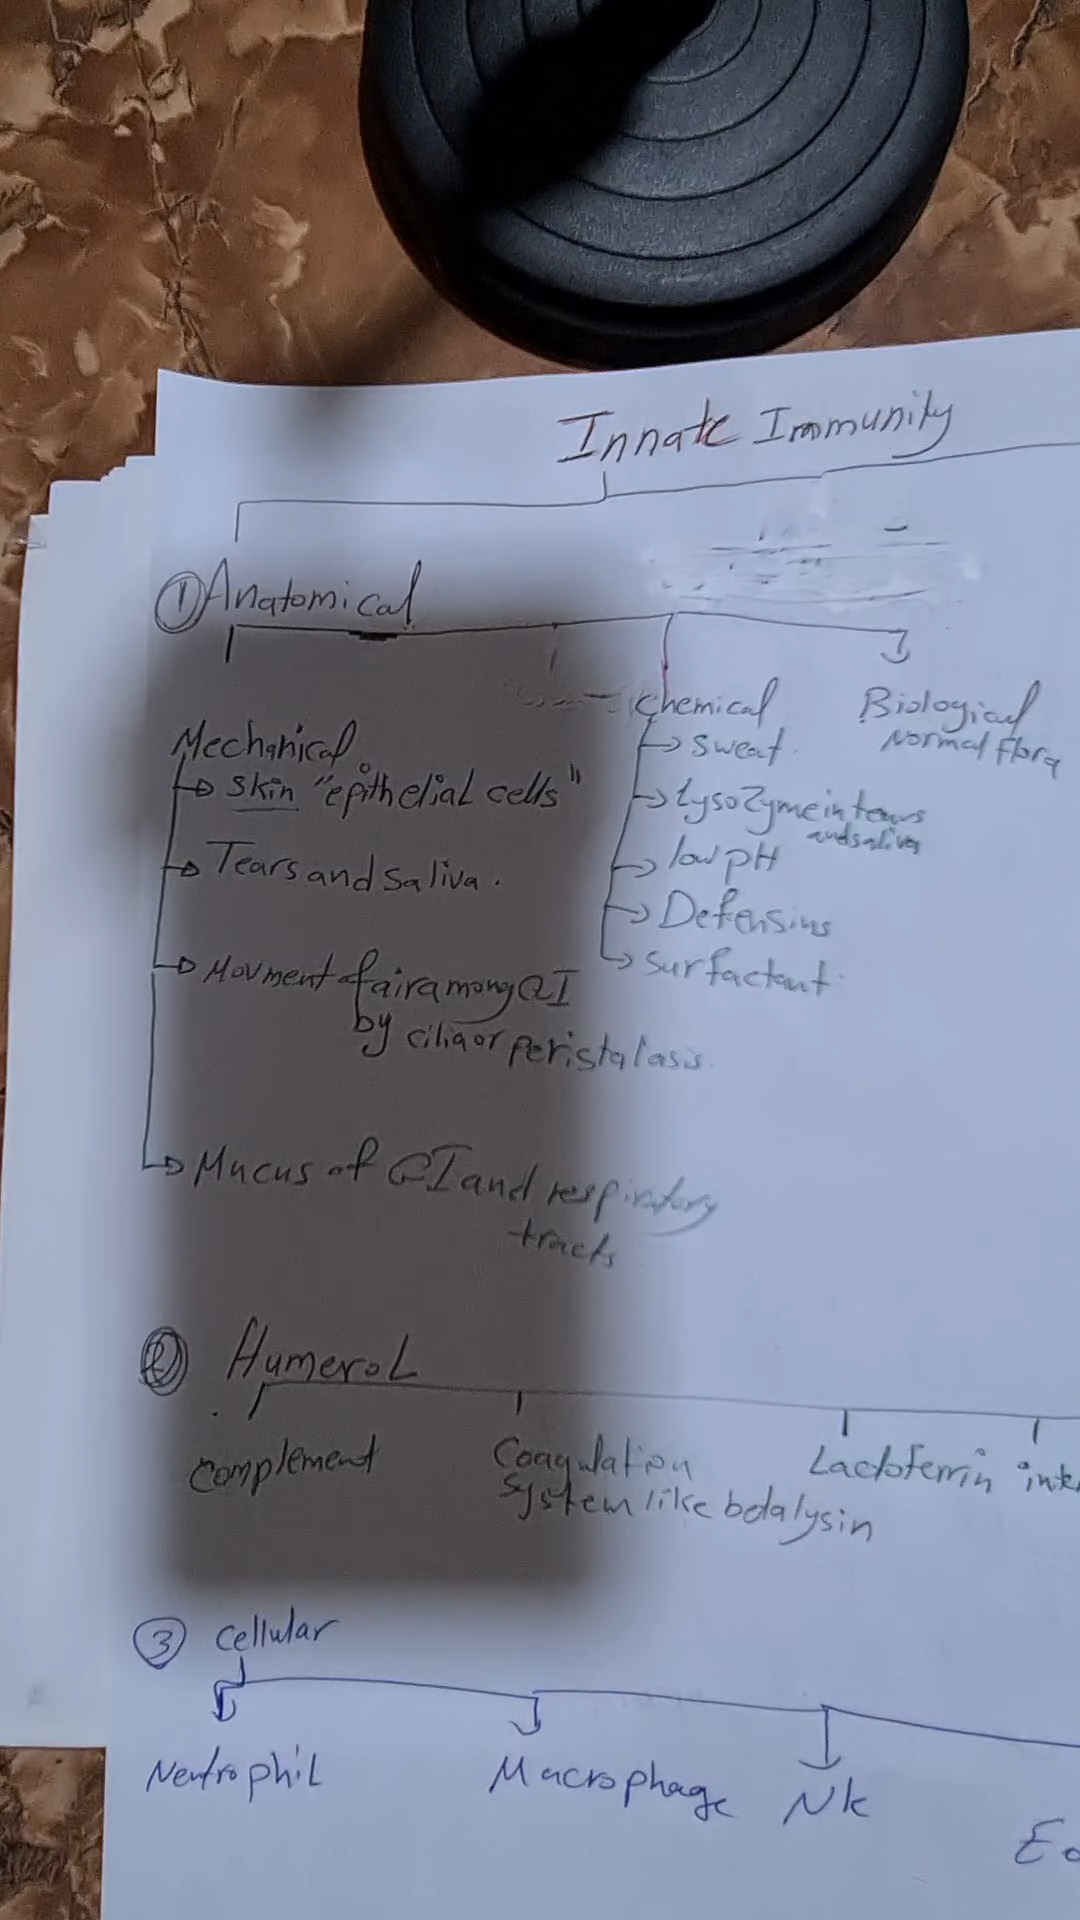 Innate Immunity
① Anatomical
Mechanical
skin "epithelial cells"
Tears and saliva.
Movment of air among GI
by cilia or peristalasis.
Mucus of GI and respiratory
tracts
chemical
sweat
Lysozyme in tears
and saliva
low pH
Defensins
surfactant
Biological
Normal flora
② Humerol
complement
Coagulation
system like betalysin
Lactoferrin
③ cellular
Neutrophil
Macrophage
Nk